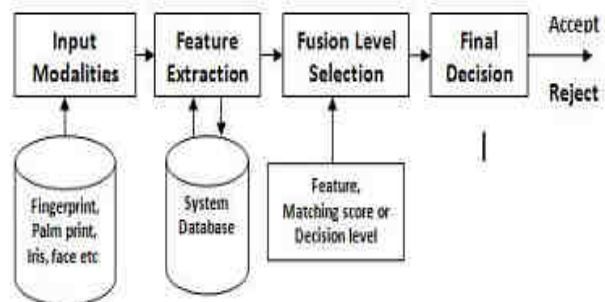 Input
Modalities
Feature
Extraction
Fusion Level
Selection
Final
Decision
Accept
Reject
Fingerprint,
Palm print,
Iris, face etc
System
Database
Feature,
Matching score or
Decision level